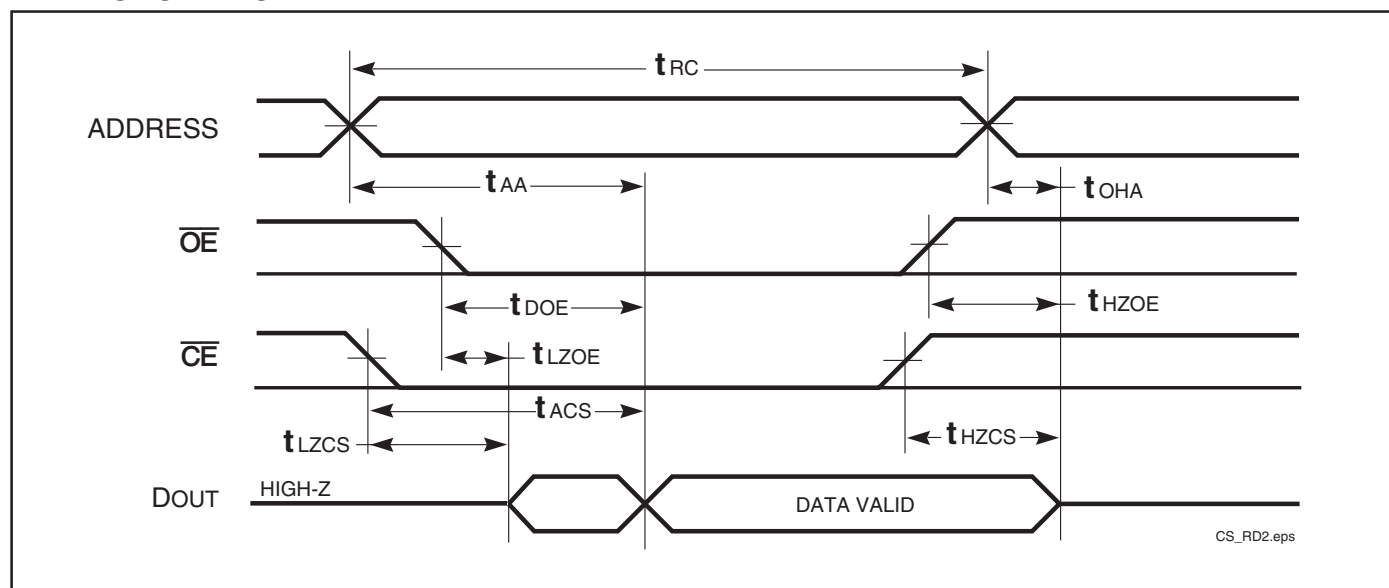 tRC
ADDRESS
tAA
tOHA
OE
tDOE
tHZOE
CE
tLZOE
tACS
tLZCS
tHZCS
DOUT
HIGH-Z
DATA VALID
CS_RD2.eps